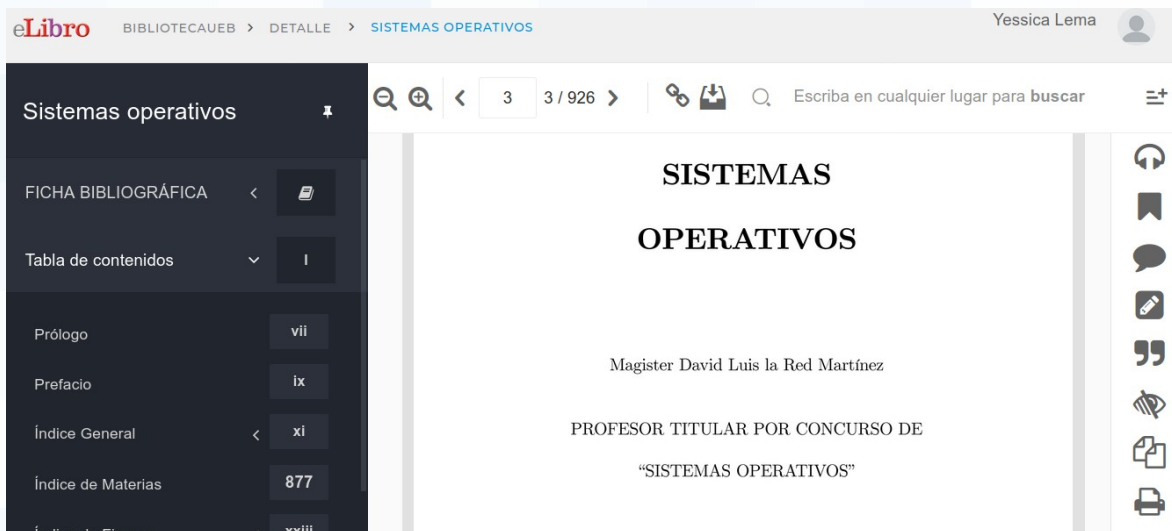 eLibro BIBLIOTECAUEB > DETALLE > SISTEMAS OPERATIVOS Yessica Lema
Sistemas operativos
3 3 / 926 Escriba en cualquier lugar para buscar
FICHA BIBLIOGRÁFICA
Tabla de contenidos I
Prólogo vii
Prefacio ix
Índice General xi
Índice de Materias 877
xxiii
SISTEMAS
OPERATIVOS
Magister David Luis la Red Martínez
PROFESOR TITULAR POR CONCURSO DE
“SISTEMAS OPERATIVOS”